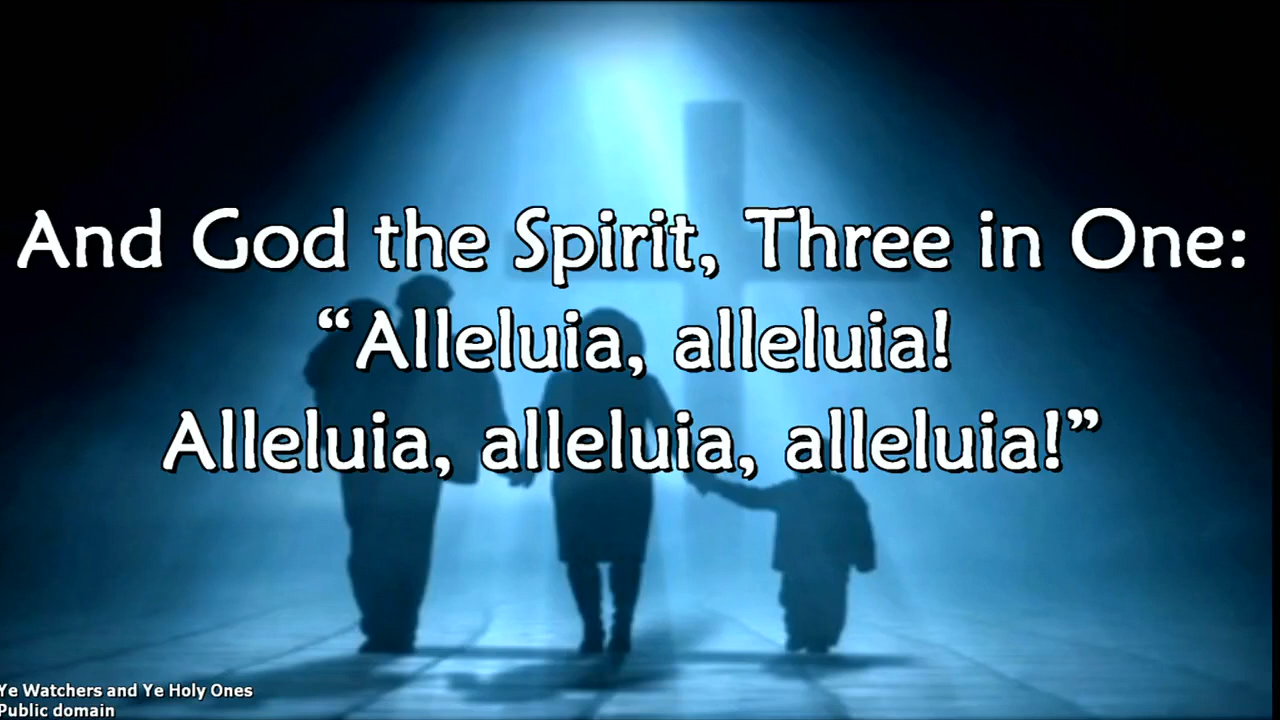 And God the Spirit, Three in One:
“Alleluia, alleluia!
Alleluia, alleluia, alleluia!”
Ye Watchers and Ye Holy Ones
Public domain